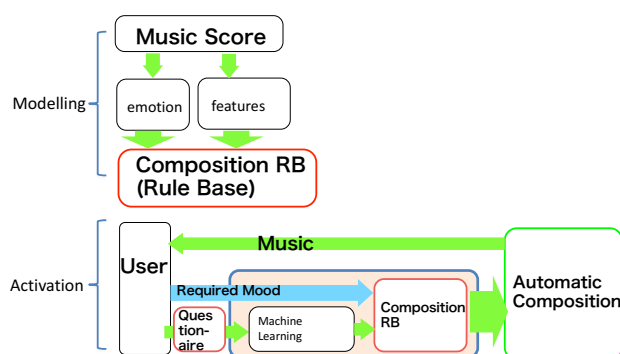 Music Score
Modelling
emotion
features
Composition RB
(Rule Base)
Music
User
Activation
Required Mood
Automatic
Composition
Composition
RB
Ques
tion-
aire
Machine
Learning